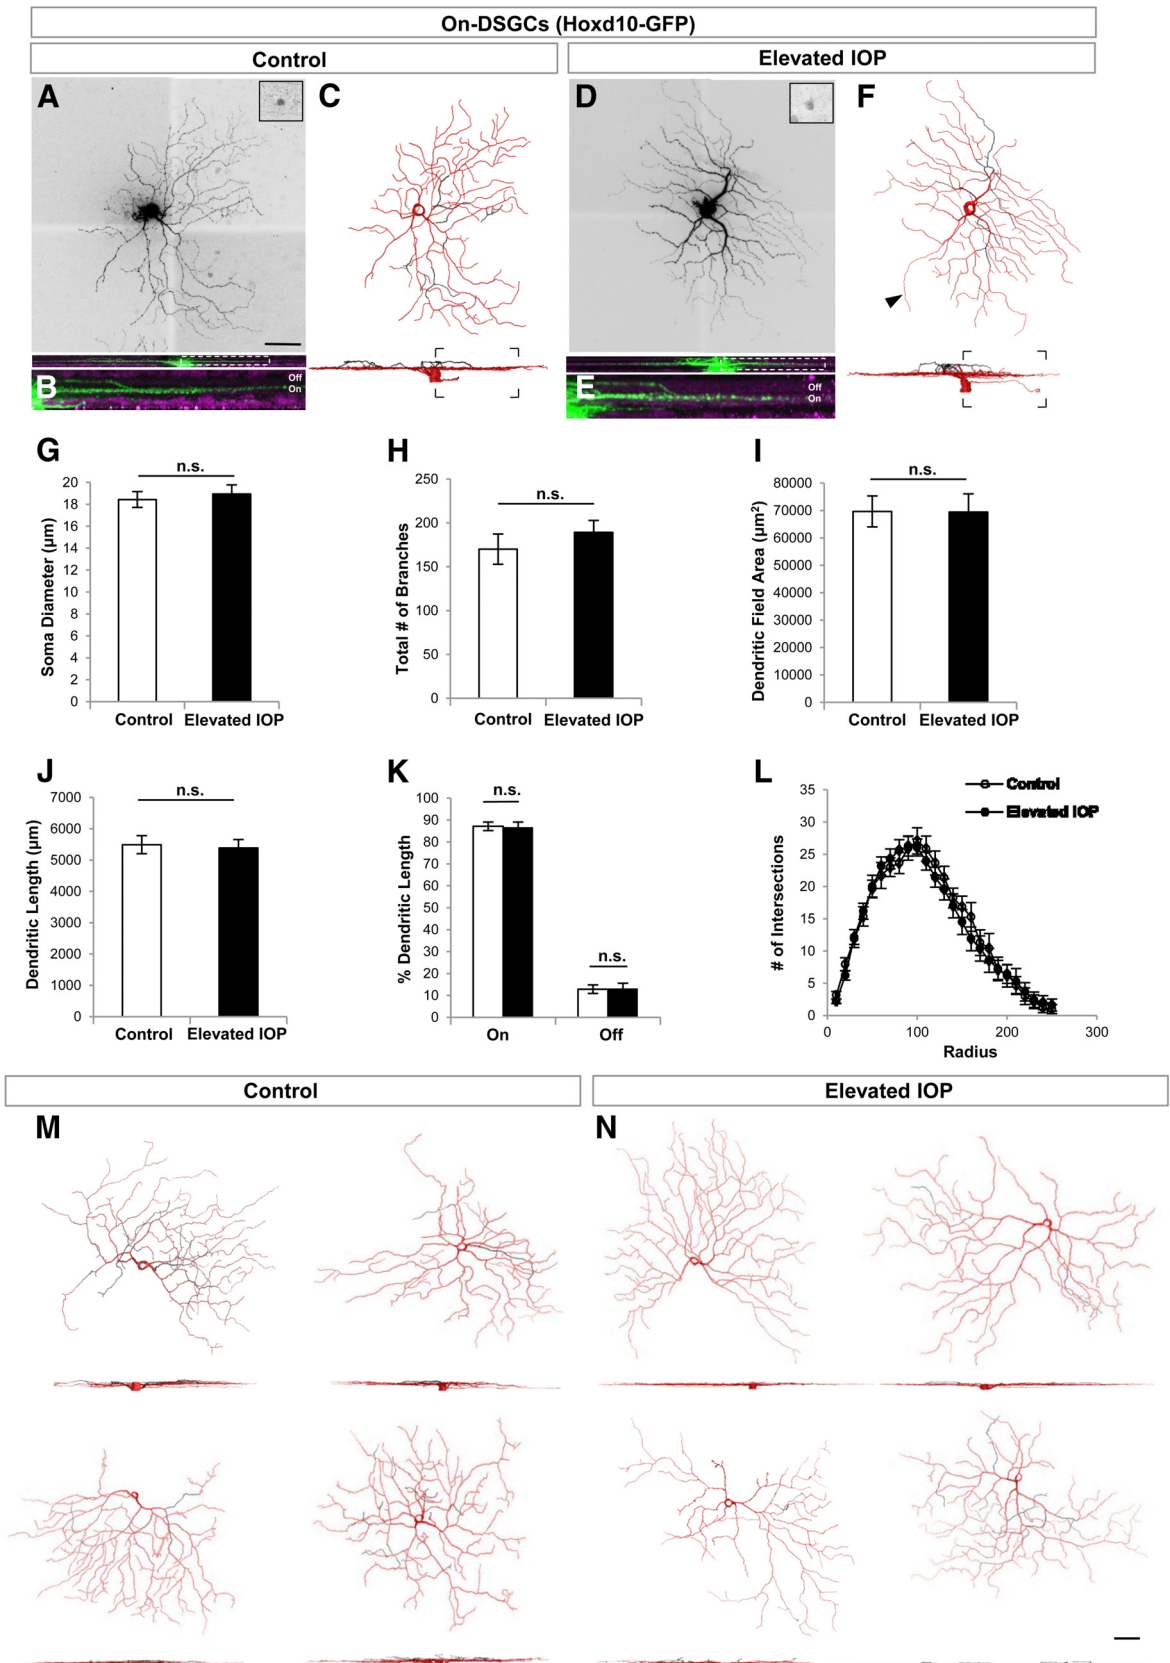 On-DSGCs (Hoxd10-GFP)
Control
Elevated IOP
A
C
D
F
B
Off
On
E
Off
On
G
n.s.
Soma Diameter (µm)
20
18
16
14
12
10
8
6
4
2
0
Control
Elevated IOP
H
n.s.
Total # of Branches
250
200
150
100
50
0
Control
Elevated IOP
I
n.s.
Dendritic Field Area (µm²)
80000
70000
60000
50000
40000
30000
20000
10000
0
Control
Elevated IOP
J
n.s.
Dendritic Length (µm)
7000
6000
5000
4000
3000
2000
1000
0
Control
Elevated IOP
K
n.s.
n.s.
% Dendritic Length
100
90
80
70
60
50
40
30
20
10
0
On
Off
L
Control
Elevated IOP
# of Intersections
35
30
25
20
15
10
5
0
0
100
200
300
Radius
Control
Elevated IOP
M
N